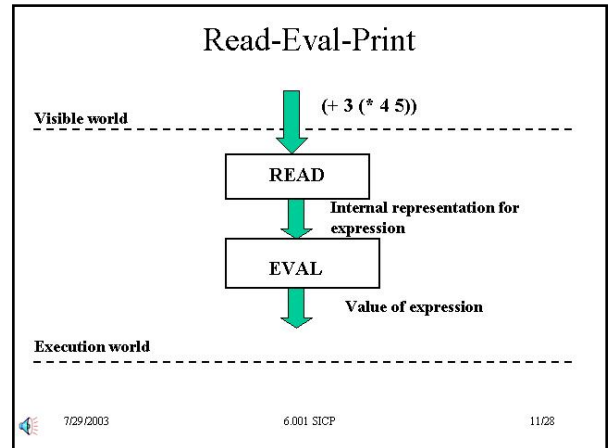 Read-Eval-Print
(+ 3 (* 4 5))
Visible world
READ
Internal representation for
expression
EVAL
Value of expression
Execution world
7/29/2003
6.001 SICP
11/28